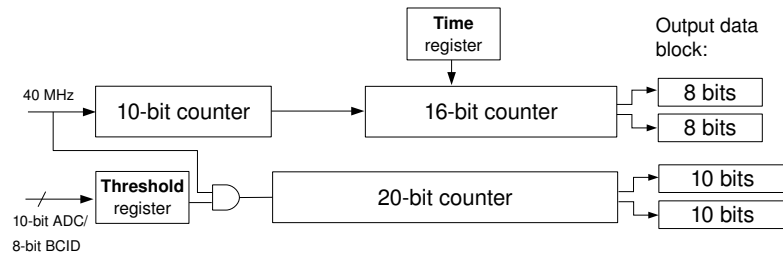 Time
register
Output data
block:
40 MHz
10-bit counter
16-bit counter
8 bits
8 bits
Threshold
register
20-bit counter
10 bits
10 bits
10-bit ADC/
8-bit BCID